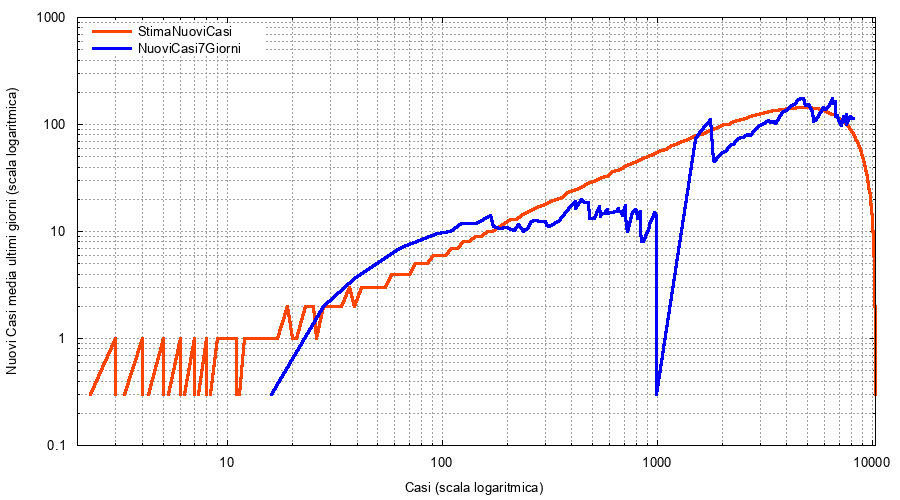 1000
100
10
1
0.1
StimaNuoviCasi
NuoviCasi7Giorni
Nuovi Casi media ultimi giorni (scala logaritmica)
10
100
1000
10000
Casi (scala logaritmica)